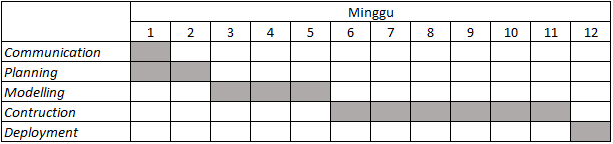 Minggu
1 2 3 4 5 6 7 8 9 10 11 12
Communication
Planning
Modelling
Contruction
Deployment